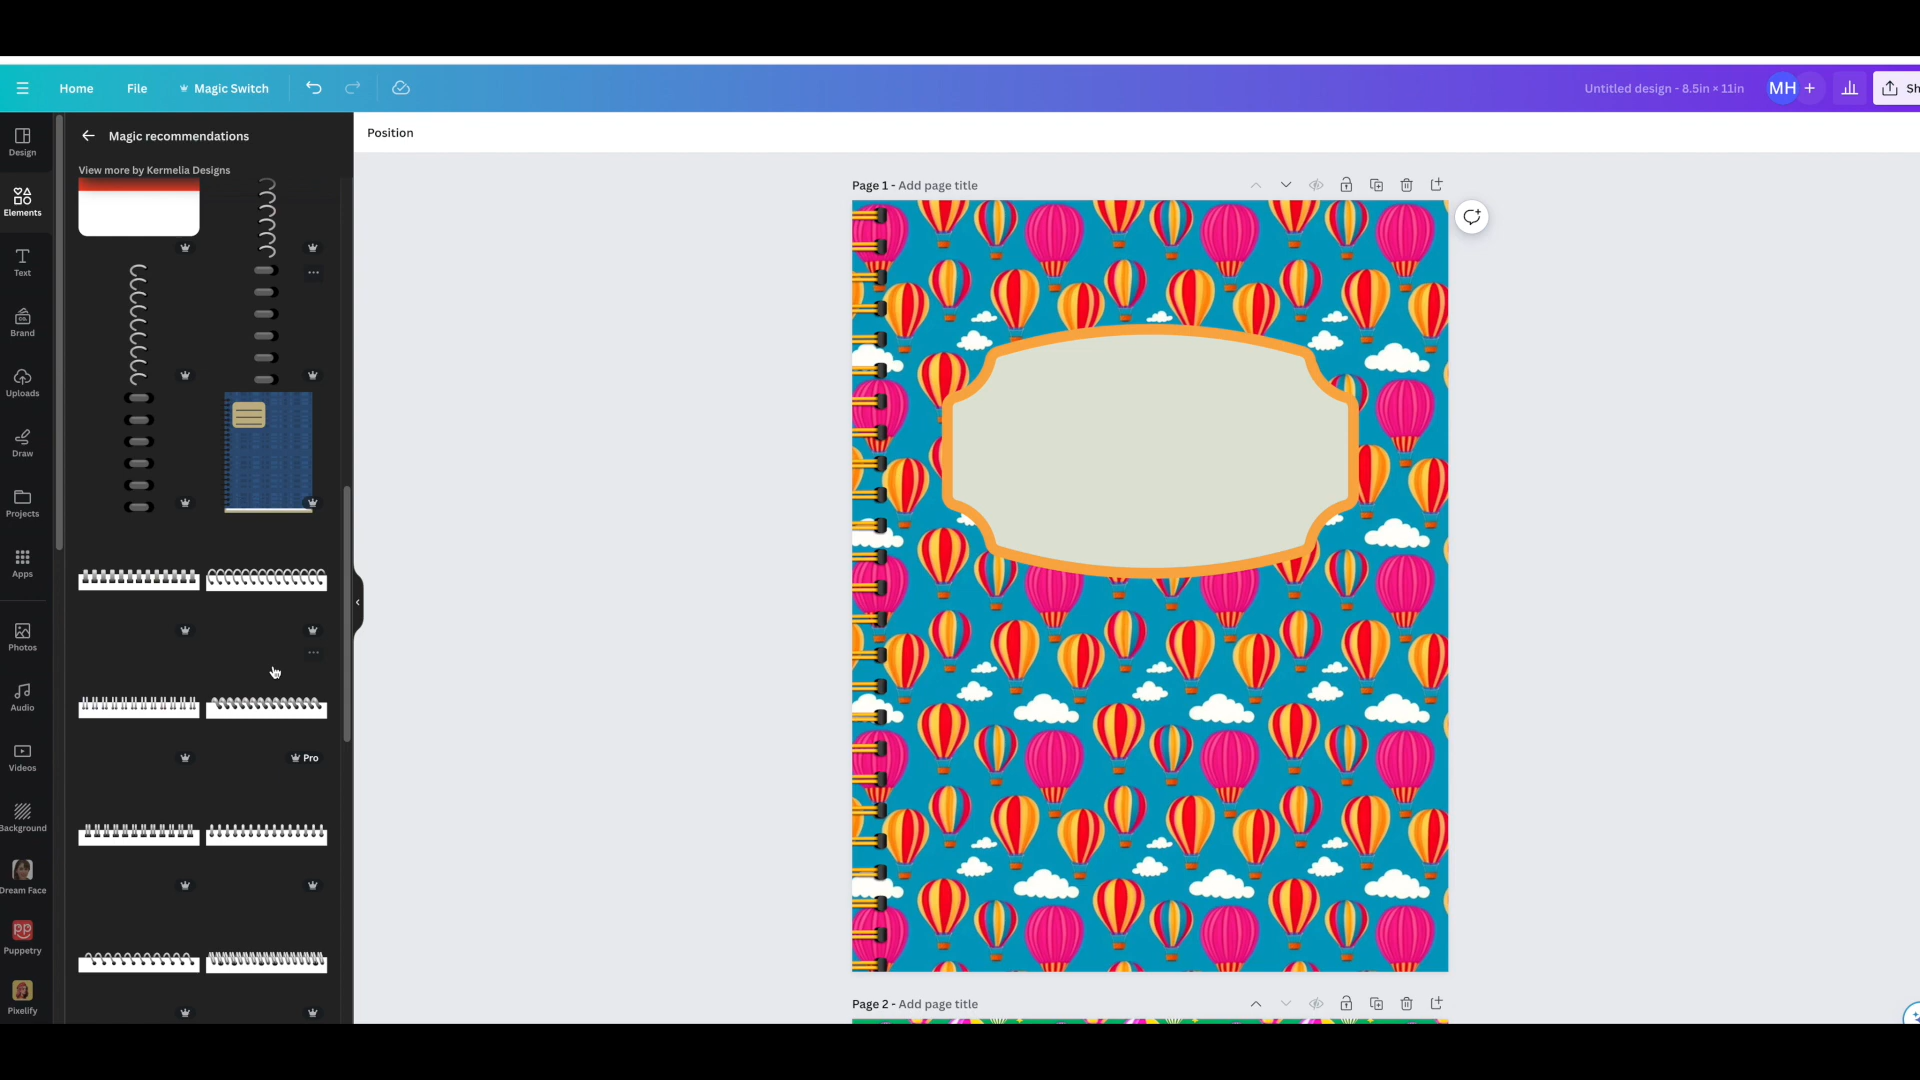 Home File Magic Switch
Untitled design - 8.5in × 11in
MH
Sh
Design
Elements
Text
Brand
Uploads
Draw
Projects
Apps
Photos
Audio
Videos
Background
Dream Face
Puppetry
Pixelify
Magic recommendations
View more by Kermelia Designs
Pro
Position
Page 1 - Add page title
Page 2 - Add page title